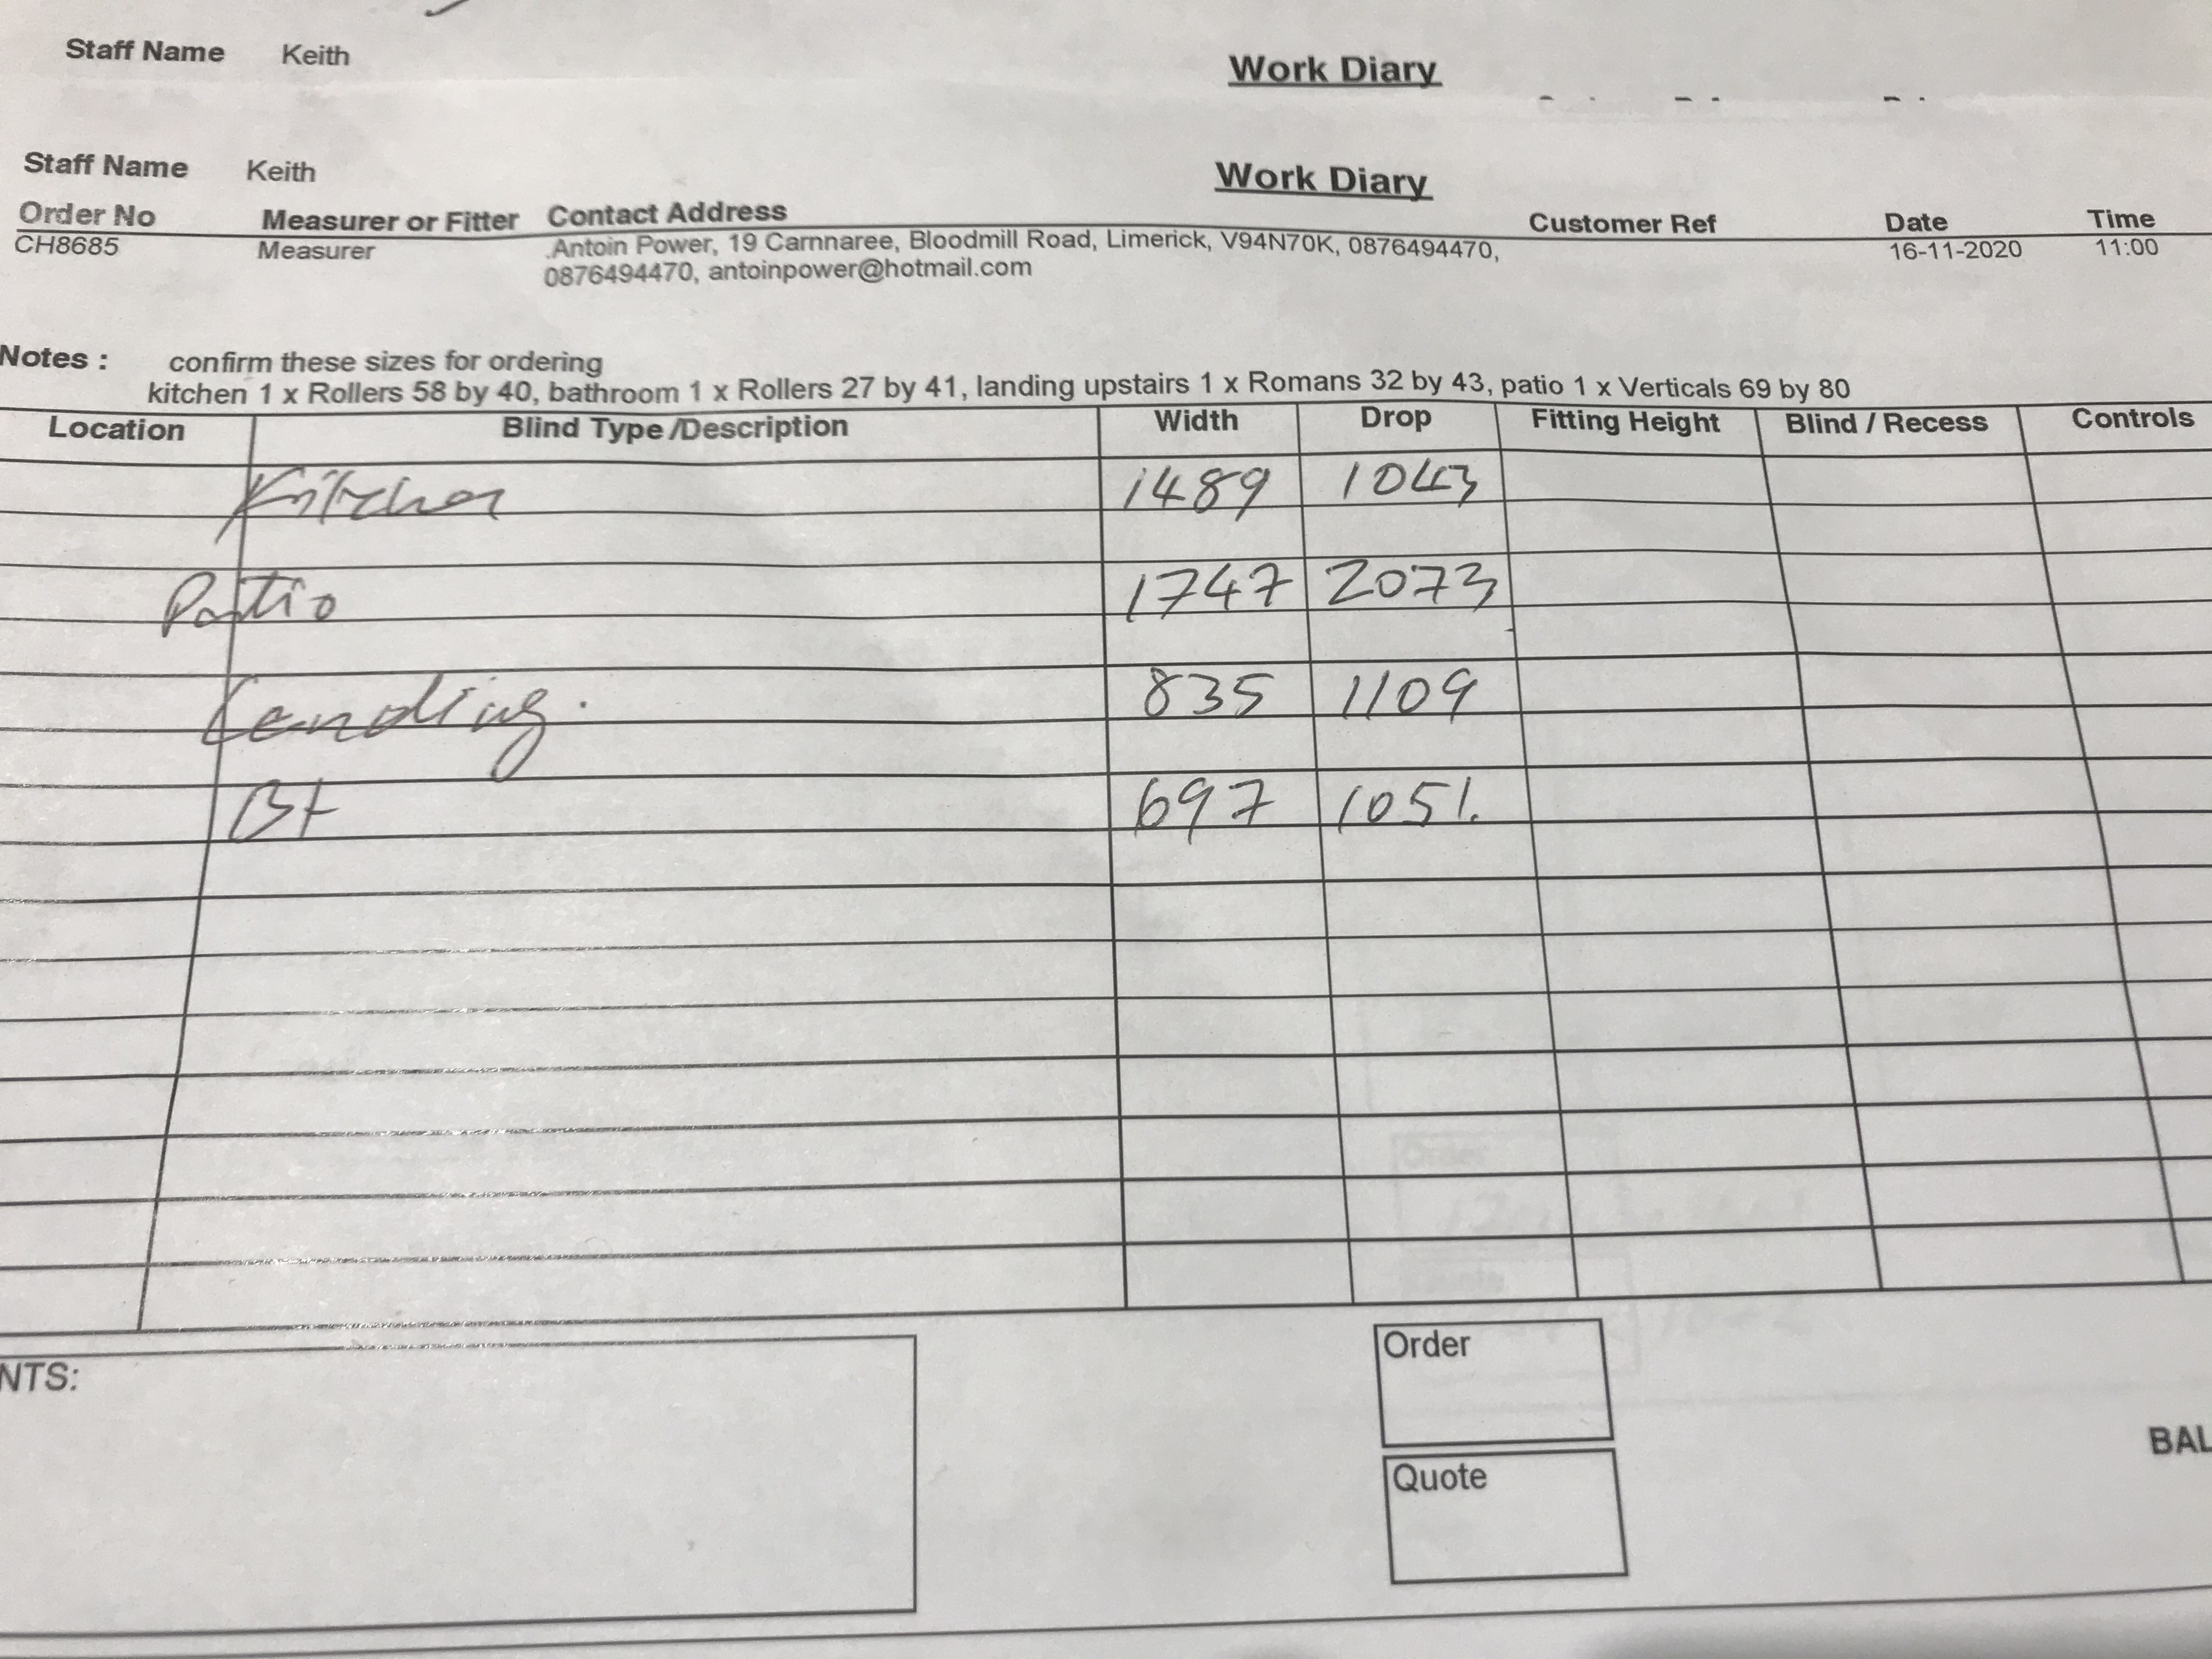 Staff Name Keith Work Diary
Staff Name Keith Work Diary
Order No Measurer or Fitter Contact Address Customer Ref Date Time
CH8685 Measurer .Antoin Power, 19 Carnnaree, Bloodmill Road, Limerick, V94N70K, 0876494470, 16-11-2020 11:00
0876494470, antoinpower@hotmail.com
Notes : confirm these sizes for ordering
kitchen 1 x Rollers 58 by 40, bathroom 1 x Rollers 27 by 41, landing upstairs 1 x Romans 32 by 43, patio 1 x Verticals 69 by 80
Location Blind Type /Description Width Drop Fitting Height Blind / Recess Controls
Kitchen 1489 1043
Patio 1747 2073
Landing. 835 1109
Bt 697 1051.
NTS:
Order
BAL
Quote